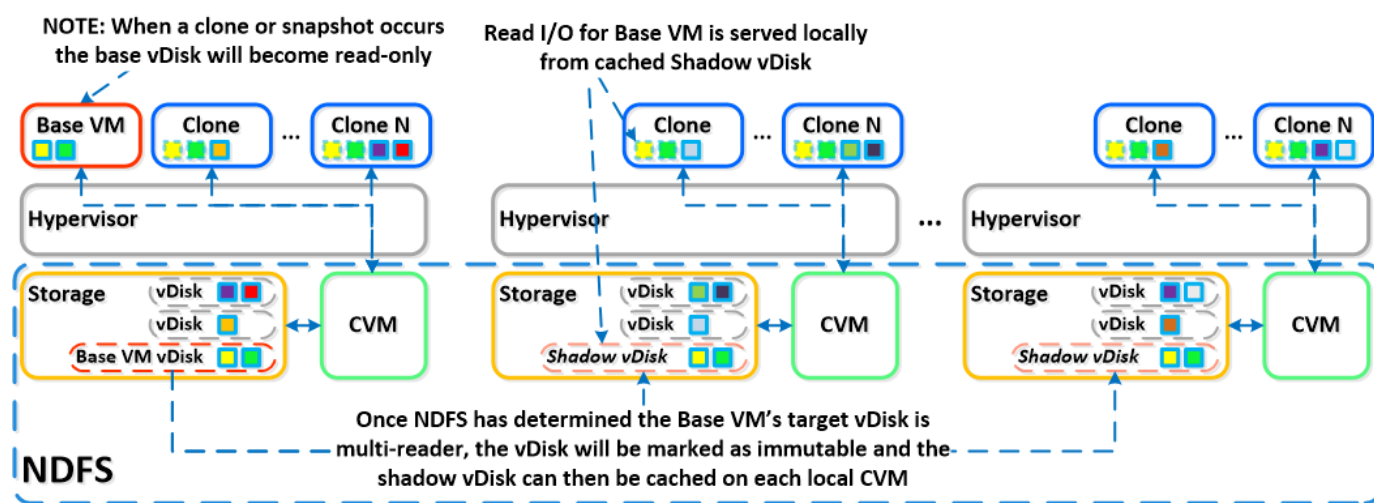 NOTE: When a clone or snapshot occurs
the base vDisk will become read-only
Read I/O for Base VM is served locally
from cached Shadow vDisk
Base VM
Clone
...
Clone N
Clone
...
Clone N
Clone
...
Clone N
Hypervisor
Hypervisor
...
Hypervisor
Storage
vDisk
vDisk
Base VM vDisk
CVM
Storage
vDisk
vDisk
Shadow vDisk
CVM
Storage
vDisk
vDisk
Shadow vDisk
CVM
Once NDFS has determined the Base VM's target vDisk is
multi-reader, the vDisk will be marked as immutable and the
shadow vDisk can then be cached on each local CVM
NDFS